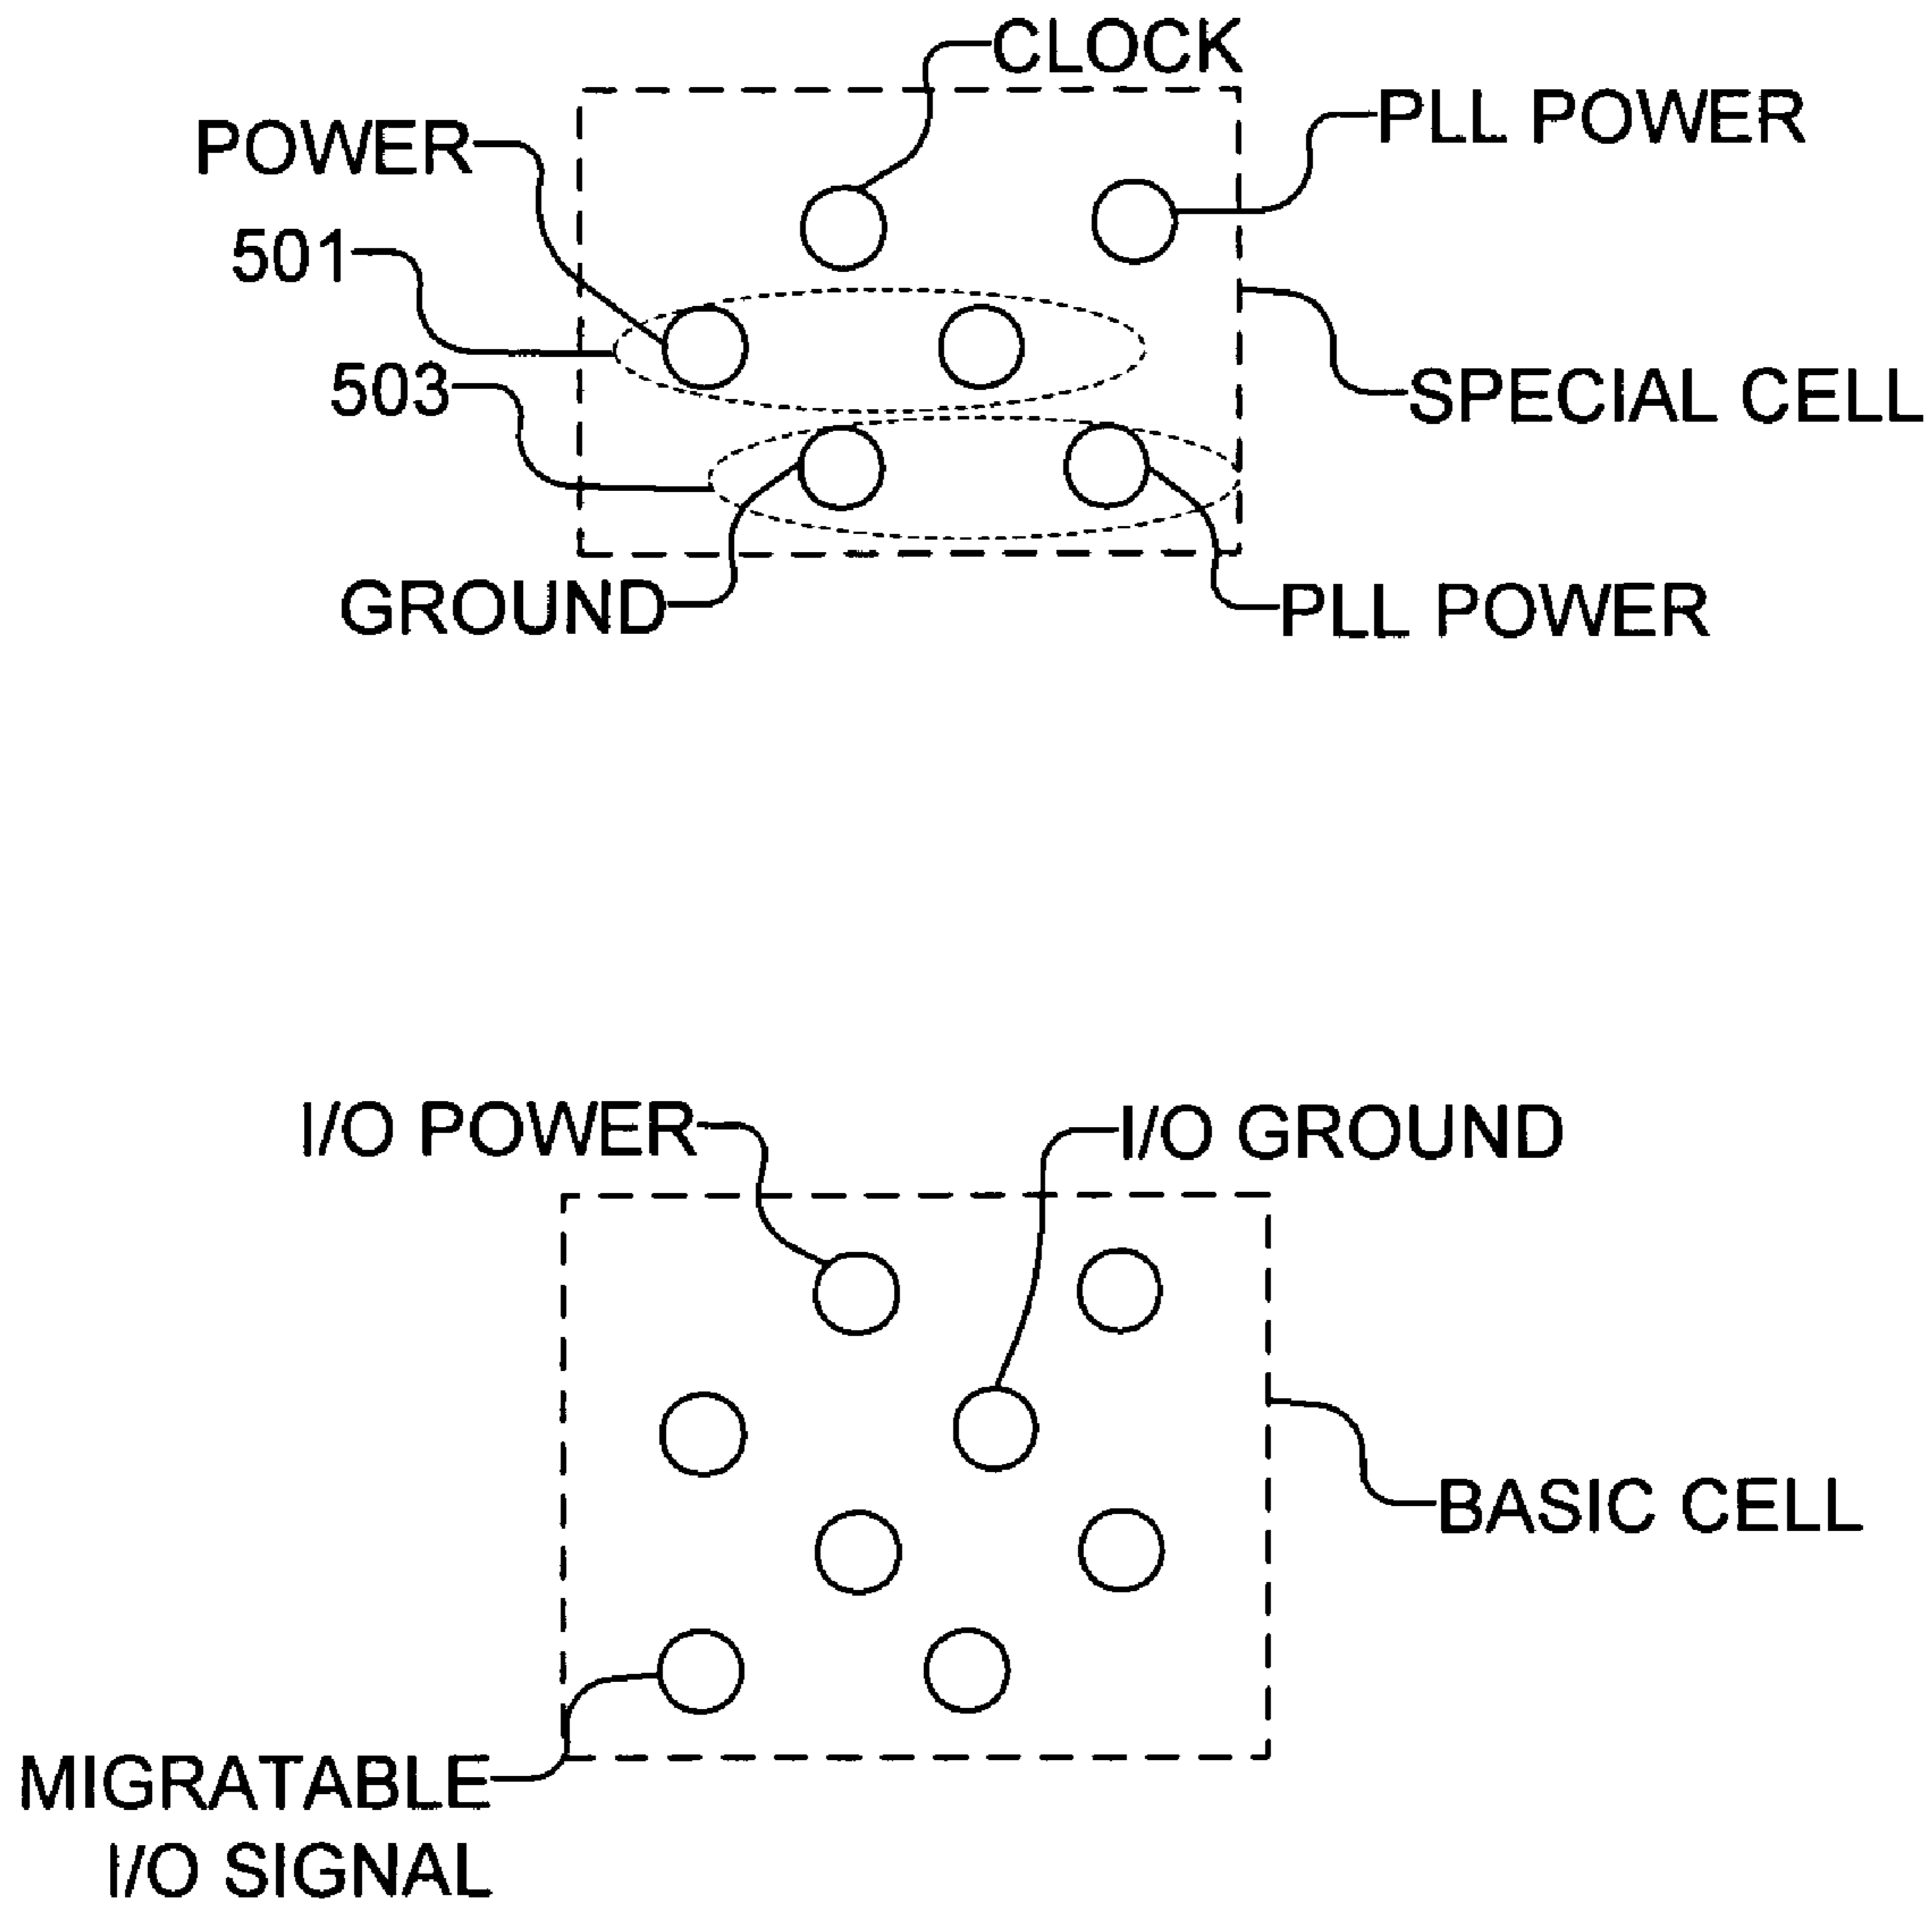 CLOCK
PLL POWER
POWER
501
503
SPECIAL CELL
GROUND
PLL POWER
I/O POWER
I/O GROUND
BASIC CELL
MIGRATABLE
I/O SIGNAL